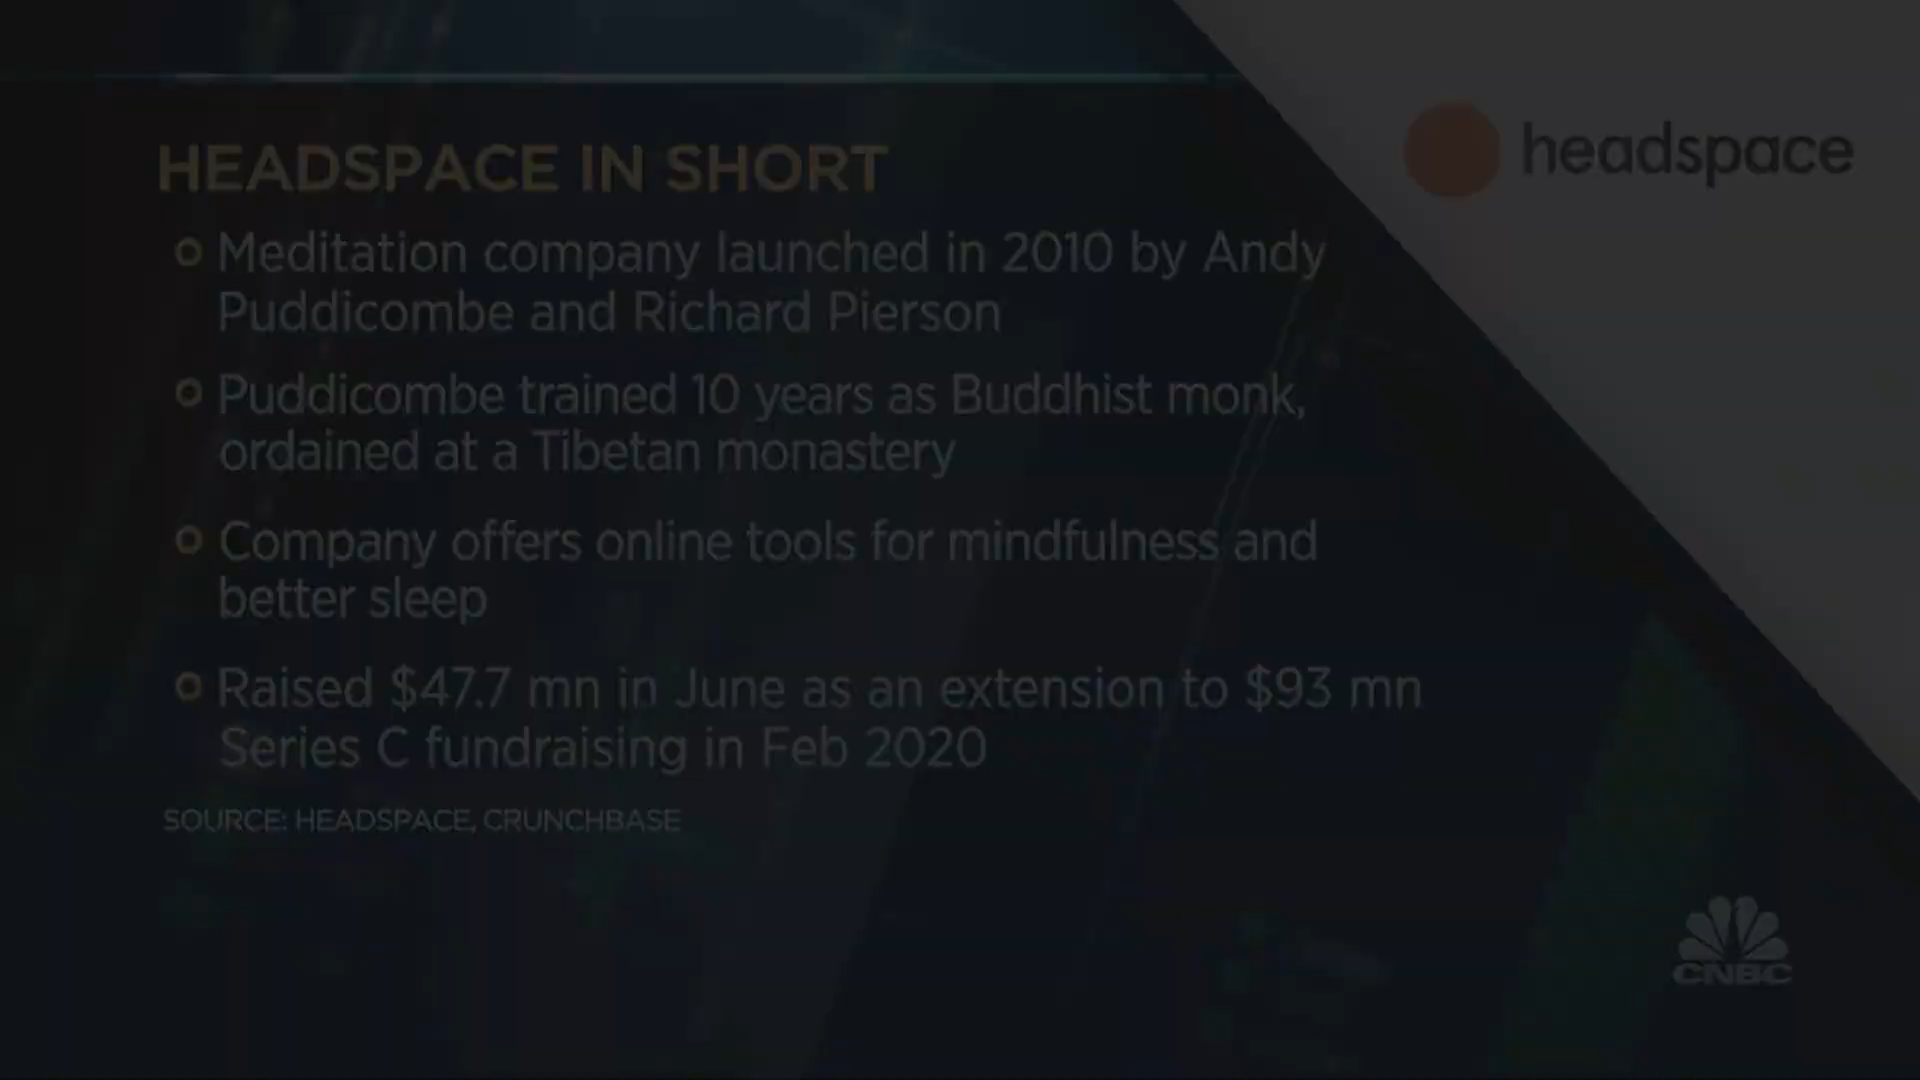 HEADSPACE IN SHORT
headspace
Meditation company launched in 2010 by Andy
Puddicombe and Richard Pierson
Puddicombe trained 10 years as Buddhist monk,
ordained at a Tibetan monastery
Company offers online tools for mindfulness and
better sleep
Raised $47.7 mn in June as an extension to $93 mn
Series C fundraising in Feb 2020
SOURCE: HEADSPACE, CRUNCHBASE
CNBC